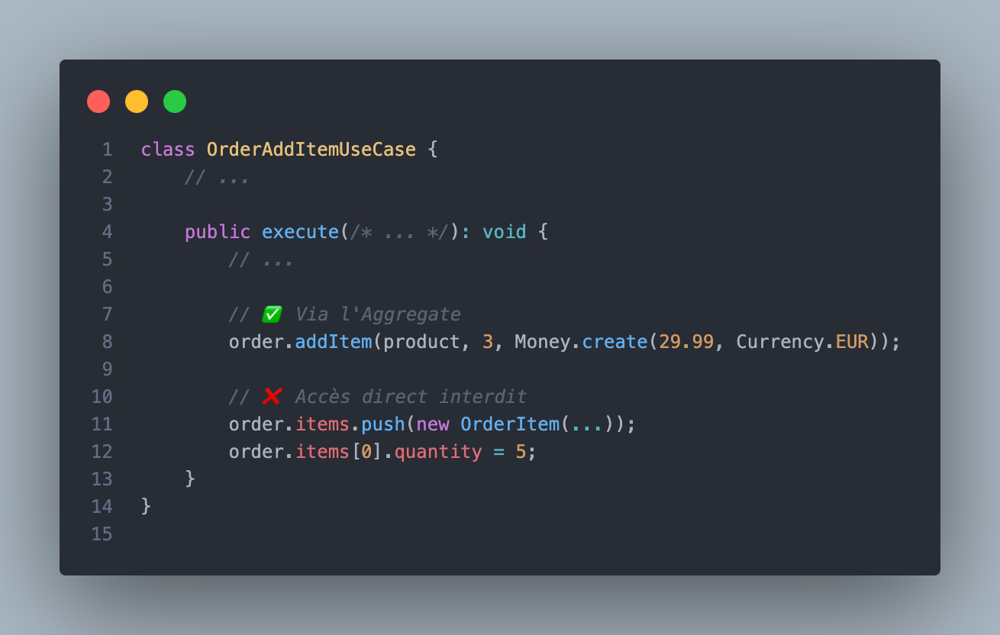 1 class OrderAddItemUseCase {
2     // ...
3
4     public execute(/* ... */): void {
5         // ...
6
7         // ✅ Via l'Aggregate
8         order.addItem(product, 3, Money.create(29.99, Currency.EUR));
9
10         // ❌ Accès direct interdit
11         order.items.push(new OrderItem(...));
12         order.items[0].quantity = 5;
13     }
14 }
15